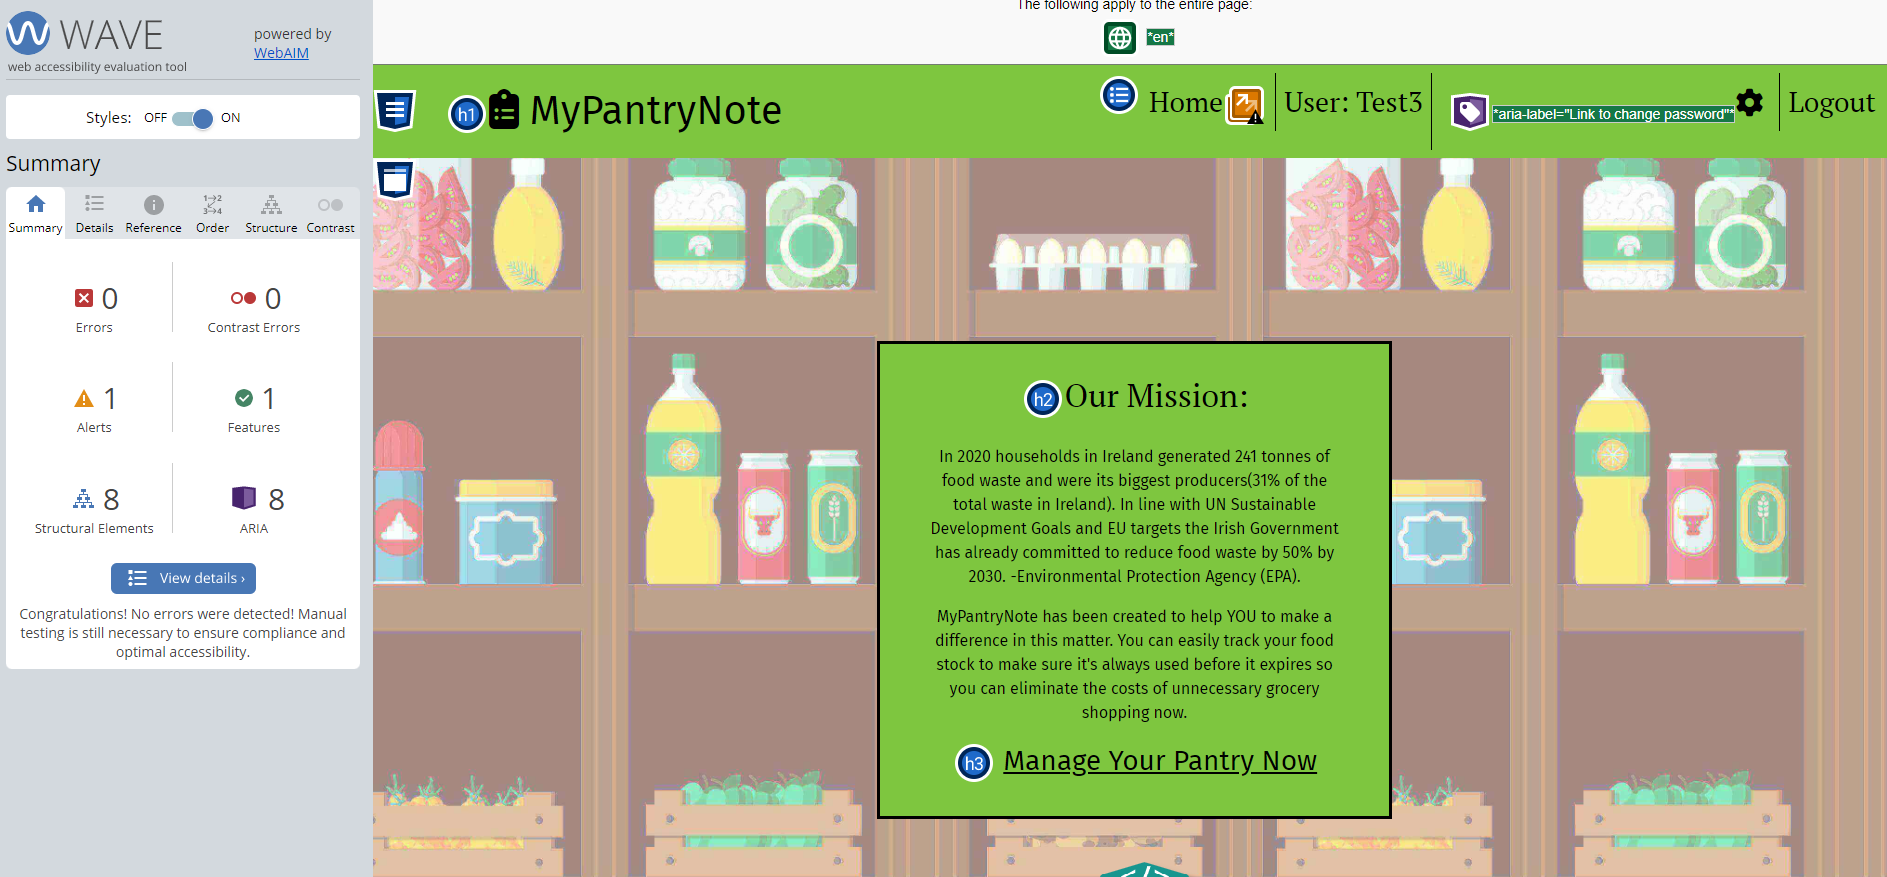 WAVE
powered by
WebAIM
web accessibility evaluation tool
Styles: OFF ON
Summary
Summary Details Reference Order Structure Contrast
0 0
Errors Contrast Errors
1 1
Alerts Features
8 8
Structural Elements ARIA
View details ›
Congratulations! No errors were detected! Manual
testing is still necessary to ensure compliance and
optimal accessibility.
The following apply to the entire page:
*en*
h1 MyPantryNote
Home User: Test3 *aria-label="Link to change password"* Logout
h2 Our Mission:
In 2020 households in Ireland generated 241 tonnes of
food waste and were its biggest producers(31% of the
total waste in Ireland). In line with UN Sustainable
Development Goals and EU targets the Irish Government
has already committed to reduce food waste by 50% by
2030. -Environmental Protection Agency (EPA).
MyPantryNote has been created to help YOU to make a
difference in this matter. You can easily track your food
stock to make sure it's always used before it expires so
you can eliminate the costs of unnecessary grocery
shopping now.
h3 Manage Your Pantry Now